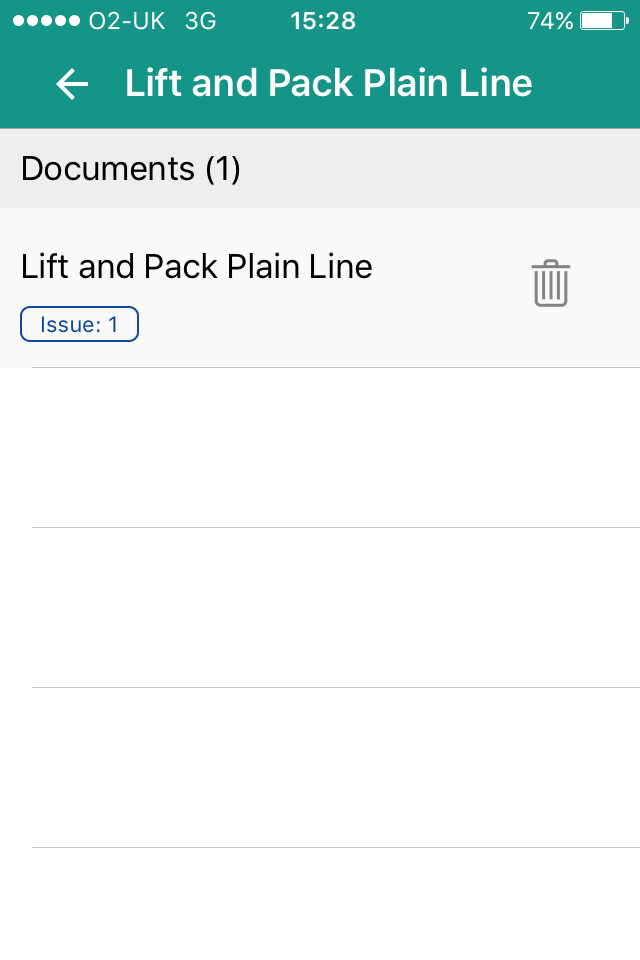 O2-UK 3G 15:28 74%
Lift and Pack Plain Line
Documents (1)
Lift and Pack Plain Line
Issue: 1